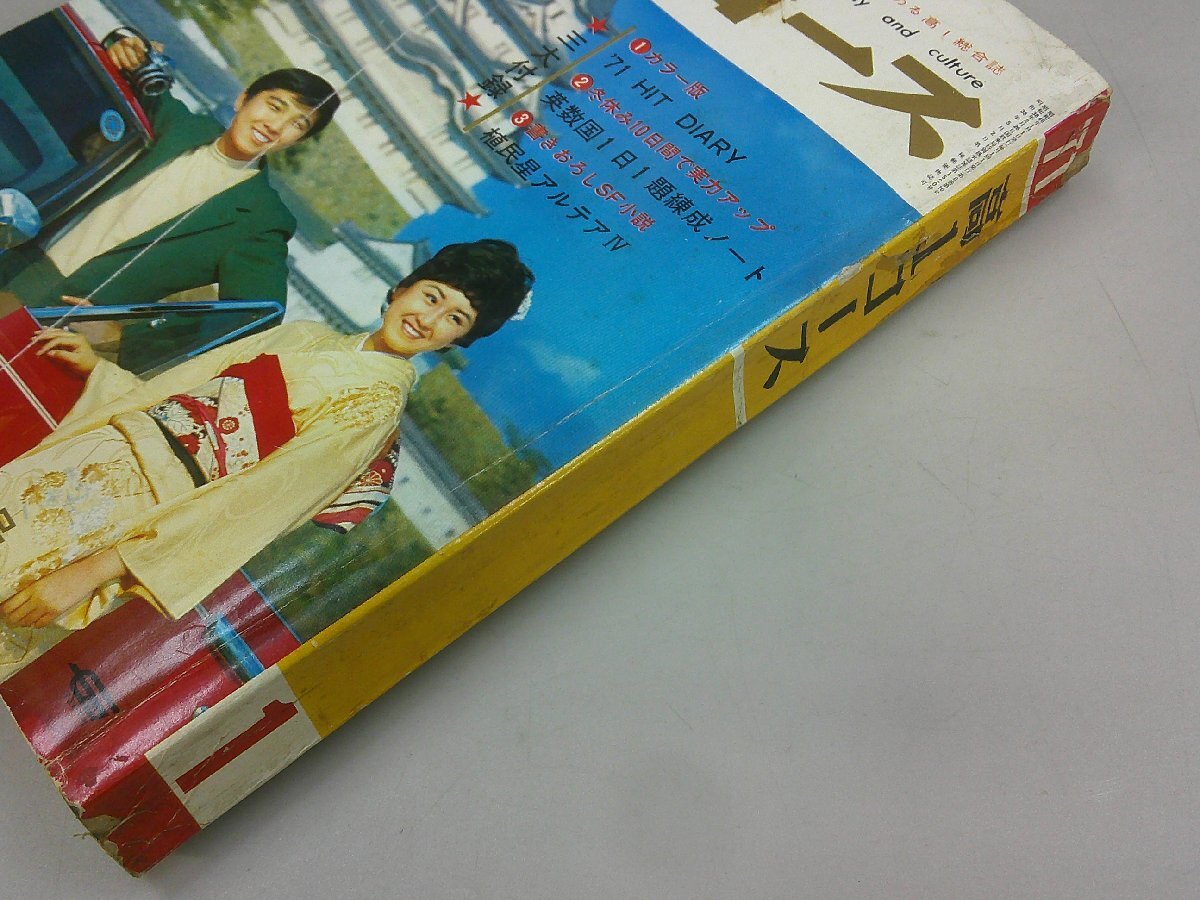 ース
める高1総合誌
and culture
三大付録
❶カラー版
'71 HIT DIARY
❷冬休み10日間で実力アップ
英数国1日1題練成ノート
❸書きおろしSF小説
植民星アルテアⅣ
高1コース
1